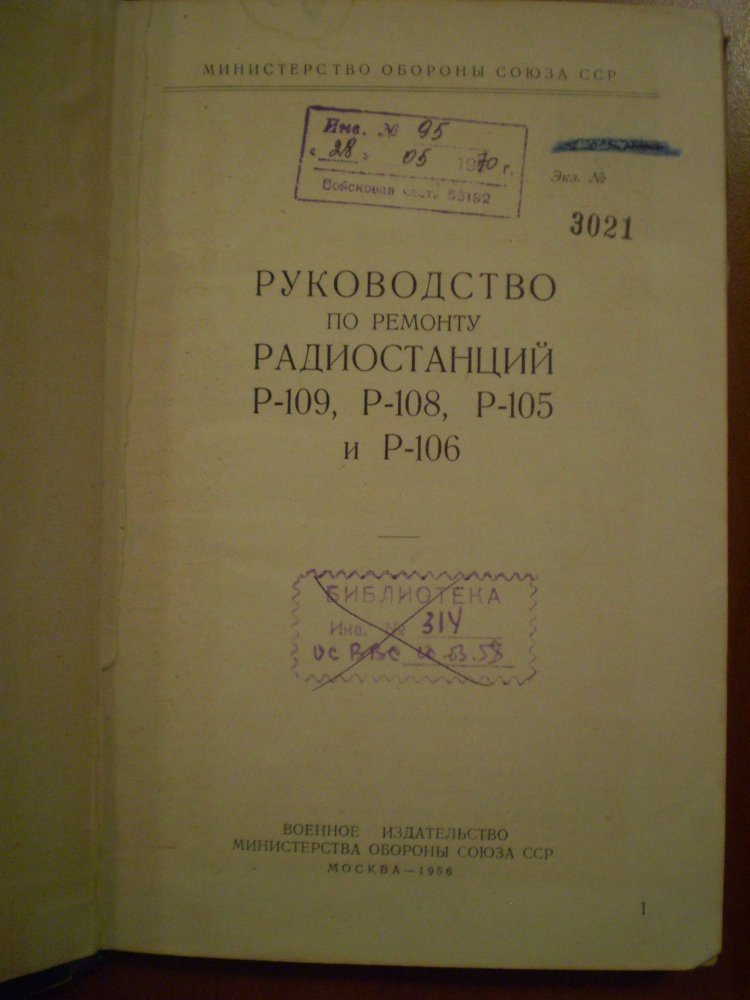 МИНИСТЕРСТВО ОБОРОНЫ СОЮЗА ССР
Инв. № 95
«28» 05 1970 г.
Войсковая часть 53192
Экз. №
3021
РУКОВОДСТВО
ПО РЕМОНТУ
РАДИОСТАНЦИЙ
Р-109, Р-108, Р-105
и Р-106
БИБЛИОТЕКА
Инв. № 314
ВОЕННОЕ ИЗДАТЕЛЬСТВО
МИНИСТЕРСТВА ОБОРОНЫ СОЮЗА ССР
МОСКВА—1956
1